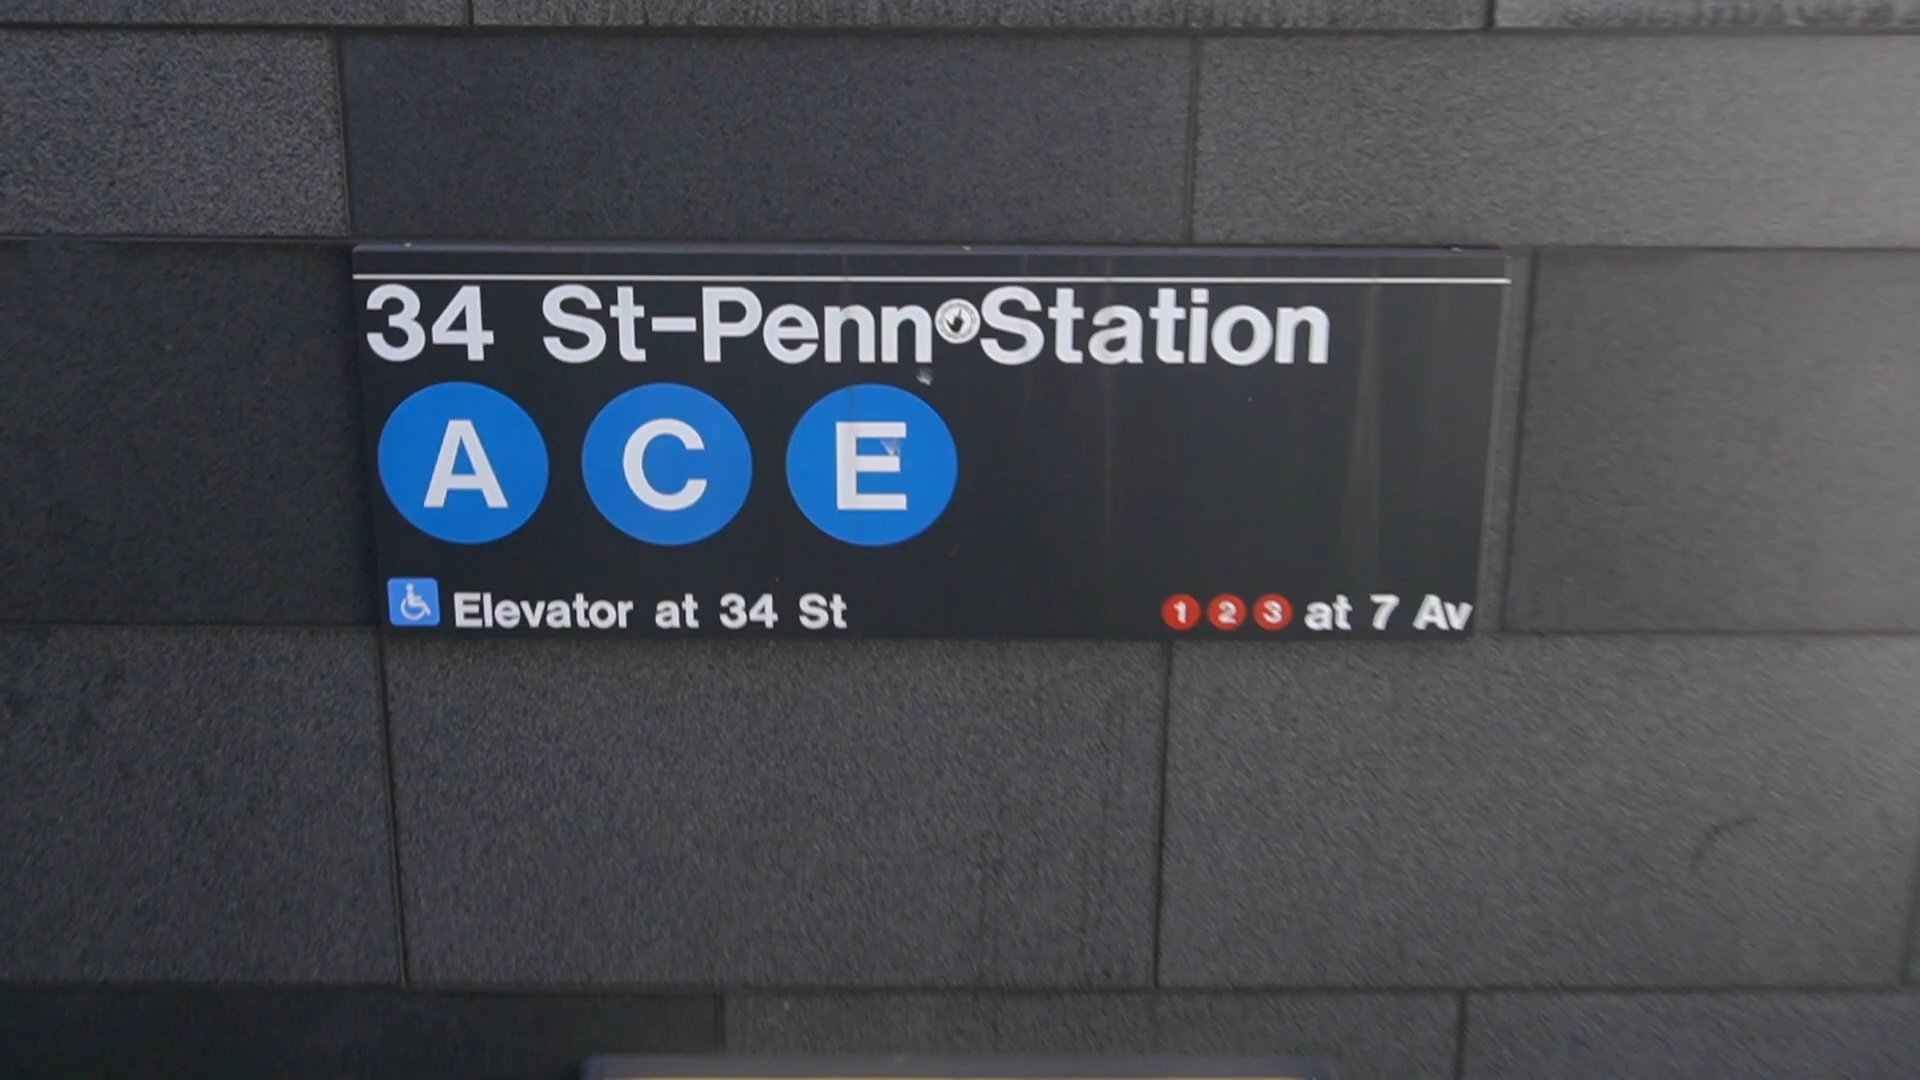 34 St-Penn Station
A C E
Elevator at 34 St
1 2 3 at 7 Av